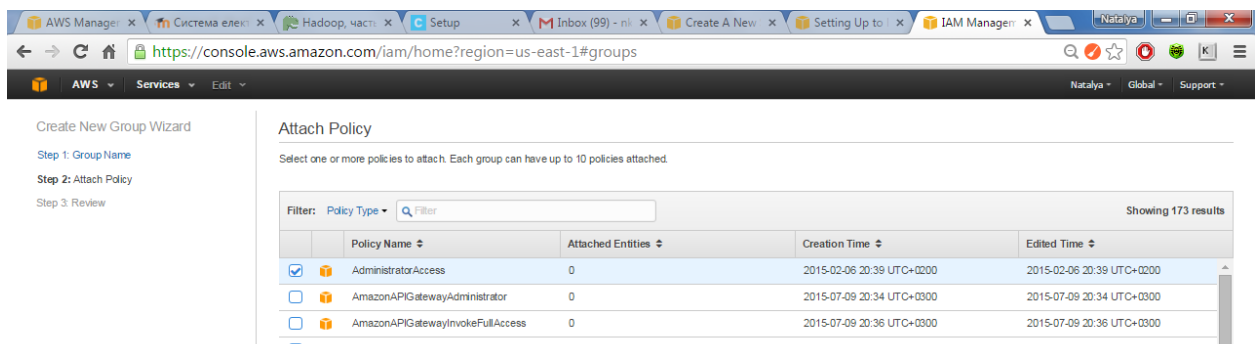 AWS Manager
Система елект
Hadoop, часть
Setup
Inbox (99) - nk
Create A New
Setting Up to
IAM Managem
Natalya
https://console.aws.amazon.com/iam/home?region=us-east-1#groups
AWS Services Edit Natalya Global Support
Create New Group Wizard
Step 1: Group Name
Step 2: Attach Policy
Step 3: Review
Attach Policy
Select one or more policies to attach. Each group can have up to 10 policies attached.
Filter: Policy Type Filter Showing 173 results
Policy Name Attached Entities Creation Time Edited Time
AdministratorAccess 0 2015-02-06 20:39 UTC+0200 2015-02-06 20:39 UTC+0200
AmazonAPIGatewayAdministrator 0 2015-07-09 20:34 UTC+0300 2015-07-09 20:34 UTC+0300
AmazonAPIGatewayInvokeFullAccess 0 2015-07-09 20:36 UTC+0300 2015-07-09 20:36 UTC+0300